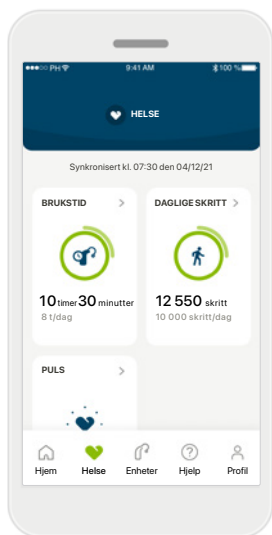 PH 9:41 AM 100 %
HELSE
Synkronisert kl. 07:30 den 04/12/21
BRUKSTID > DAGLIGE SKRITT >
10 timer 30 minutter 12 550 skritt
8 t/dag 10 000 skritt/dag
PULS >
Hjem Helse Enheter Hjelp Profil